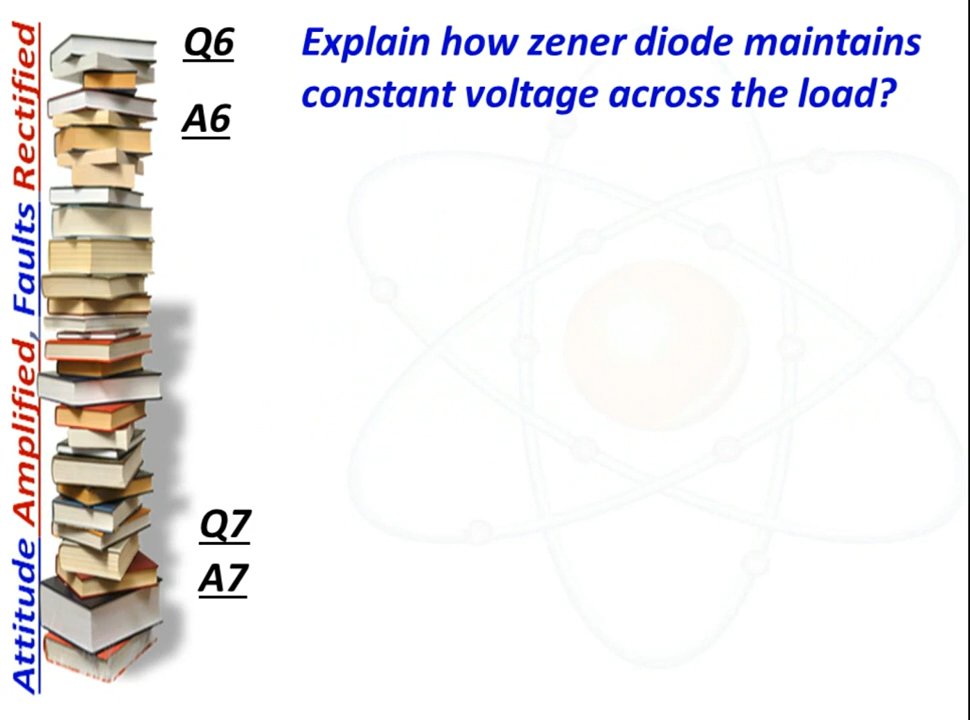 Attitude Amplified, Faults Rectified
Q6
Explain how zener diode maintains
constant voltage across the load?
A6
Q7
A7